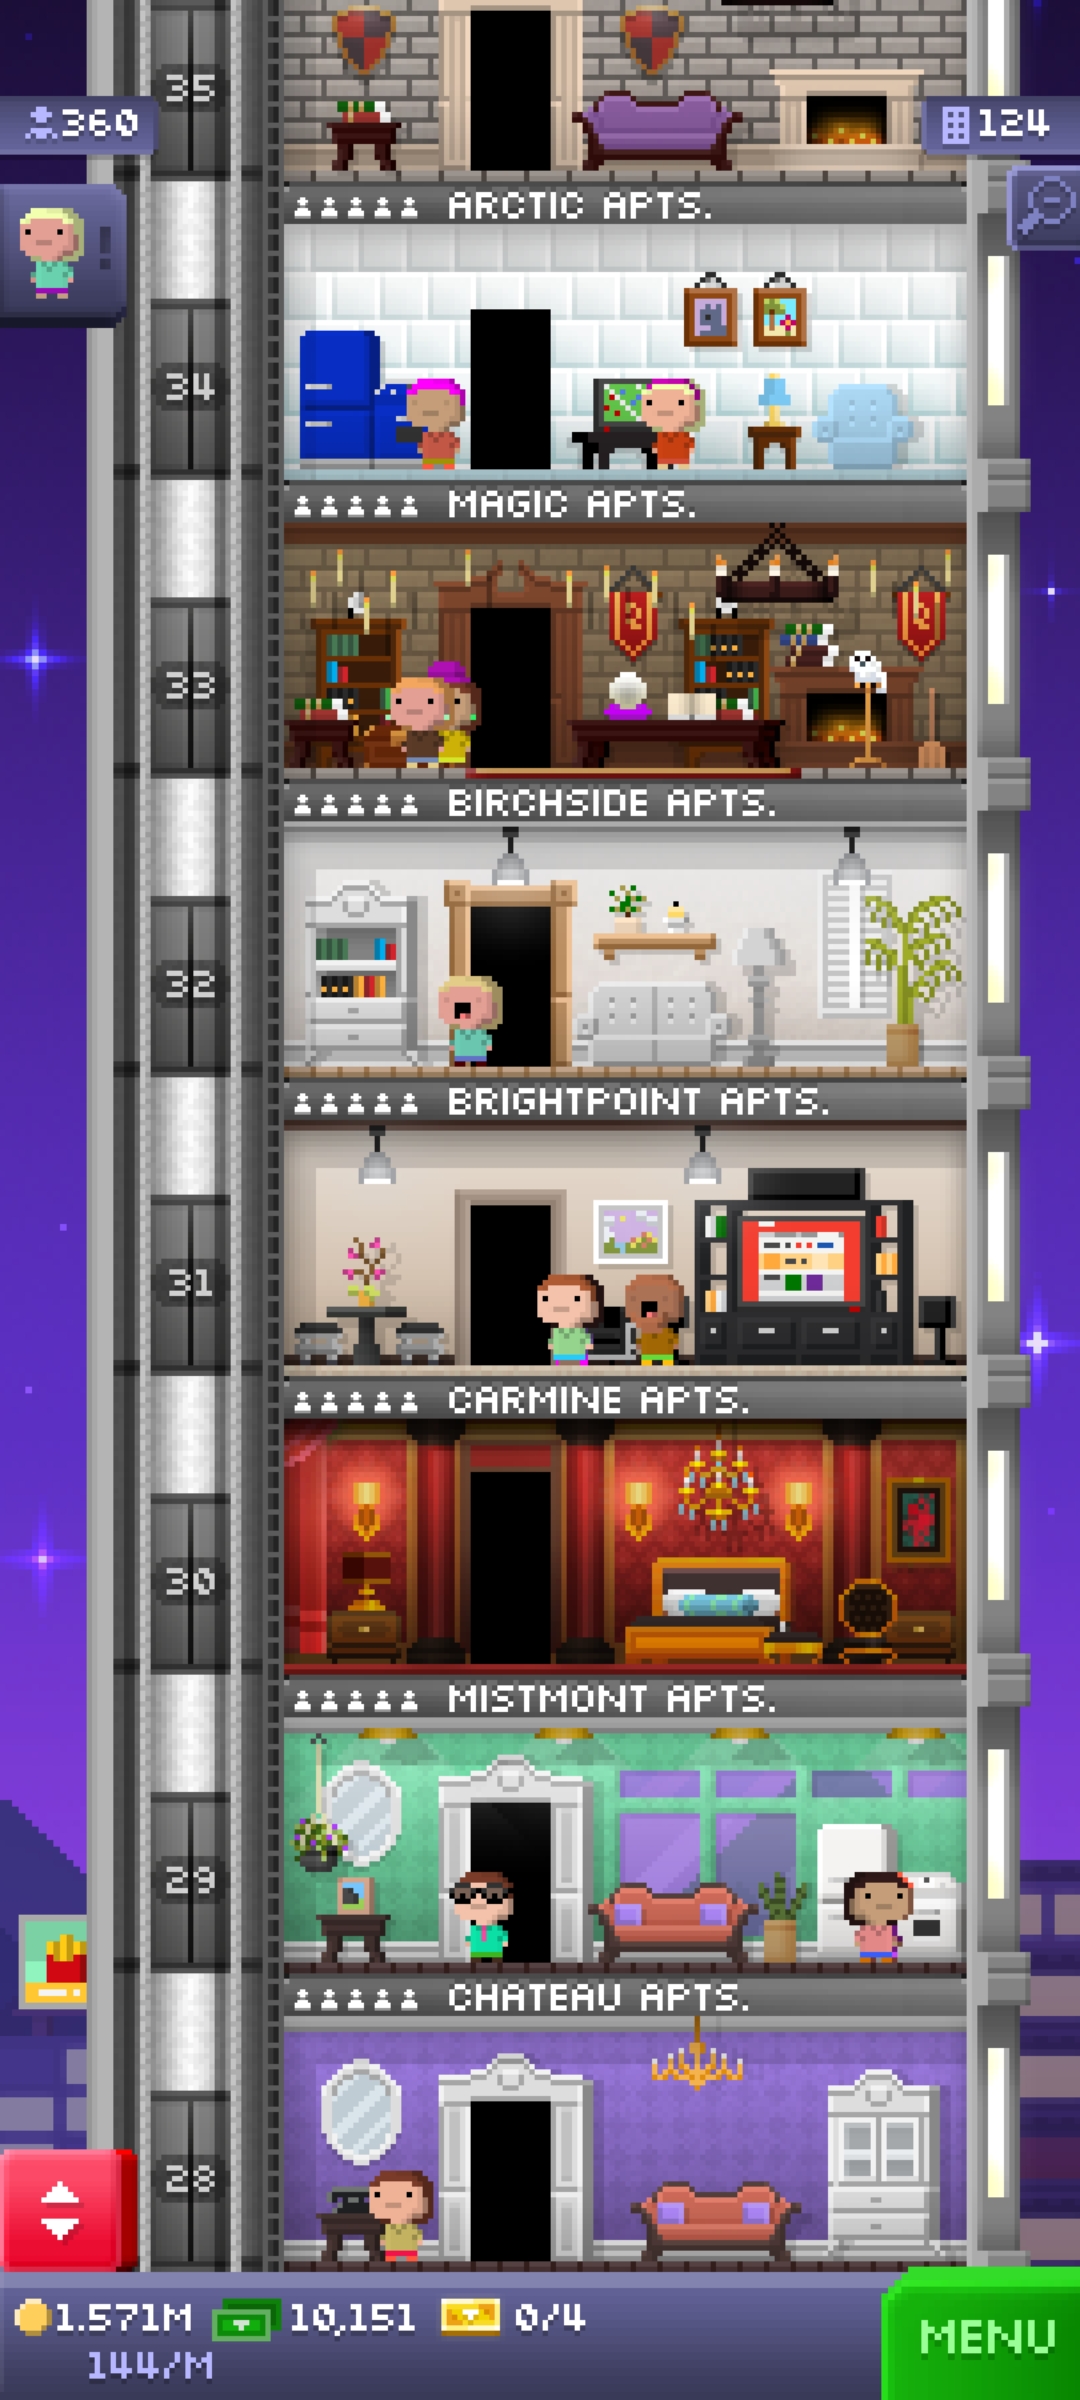 35
360
124
ARCTIC APTS.
34
MAGIC APTS.
33
BIRCHSIDE APTS.
32
BRIGHTPOINT APTS.
31
CARMINE APTS.
30
MISTMONT APTS.
29
CHATEAU APTS.
28
1.571M 10,151 0/4
144/M
MENU